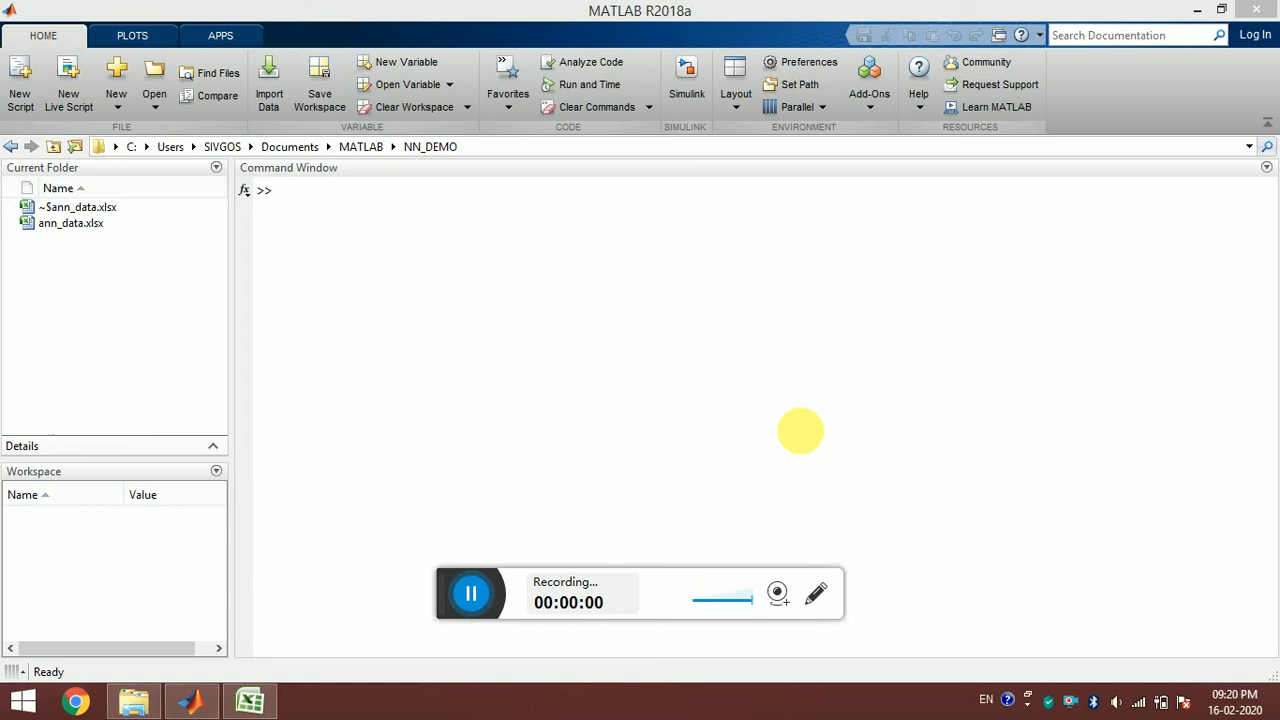 MATLAB R2018a
HOME PLOTS APPS
Search Documentation Log In
New Script
New Live Script
New
Open
Find Files
Compare
FILE
Import Data
Save Workspace
New Variable
Open Variable
Clear Workspace
VARIABLE
Favorites
Analyze Code
Run and Time
Clear Commands
CODE
Simulink
SIMULINK
Layout
Preferences
Set Path
Parallel
Add-Ons
ENVIRONMENT
Help
Community
Request Support
Learn MATLAB
RESOURCES
C: Users SIVGOS Documents MATLAB NN_DEMO
Current Folder
Name
~$ann_data.xlsx
ann_data.xlsx
Details
Workspace
Name Value
Command Window
fx >>
Recording...
00:00:00
Ready
EN
09:20 PM
16-02-2020